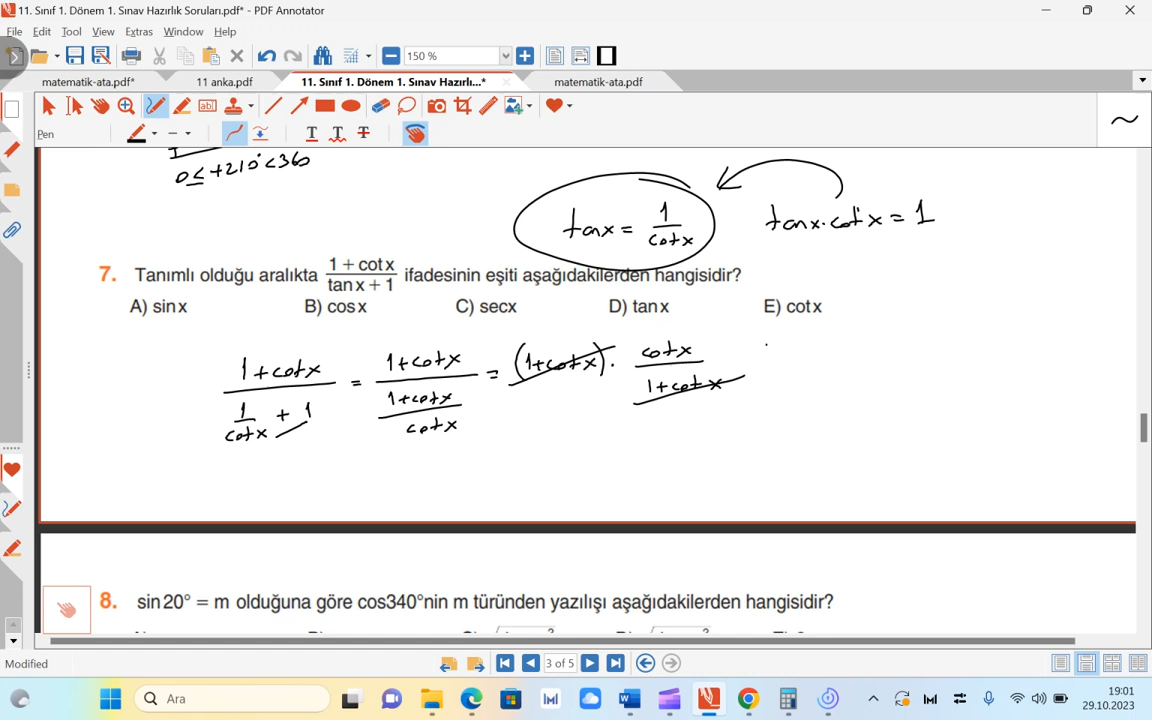 11. Sınıf 1. Dönem 1. Sınav Hazırlık Soruları.pdf* - PDF Annotator
File Edit Tool View Extras Window Help
150 %
matematik-ata.pdf* 11 anka.pdf 11. Sınıf 1. Dönem 1. Sınav Hazırlı...* matematik-ata.pdf
Pen
0≤+210°<360
tanx = 1/cotx
tanx.cotx = 1
7. Tanımlı olduğu aralıkta (1 + cot x)/(tan x + 1) ifadesinin eşiti aşağıdakilerden hangisidir?
A) sin x B) cos x C) secx D) tan x E) cot x
(1+cotx)/(1/cotx + 1) = (1+cotx)/((1+cotx)/cotx) = (1+cotx) . cotx/(1+cotx)
8. sin 20° = m olduğuna göre cos340°nin m türünden yazılışı aşağıdakilerden hangisidir?
Modified
3 of 5
Ara
19:01
29.10.2023